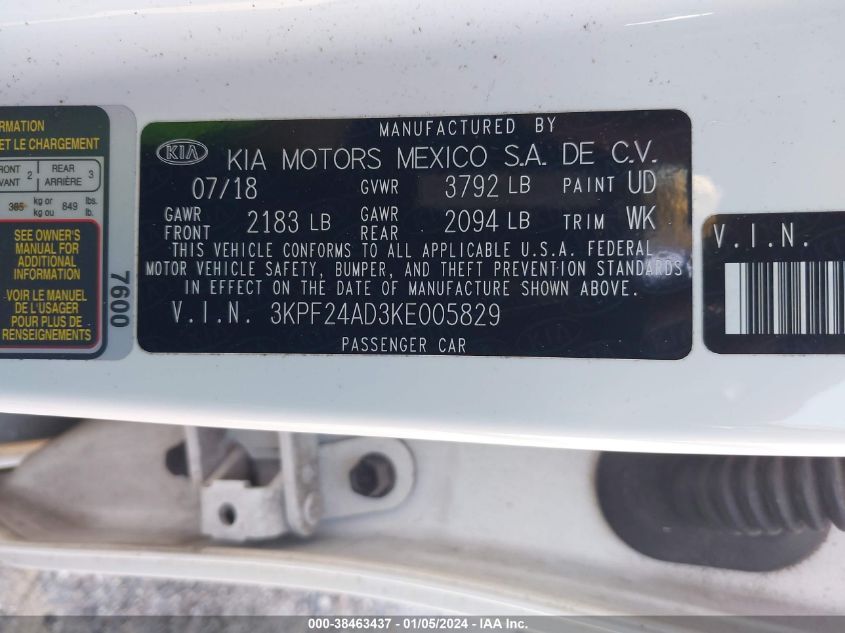 RMATION
ET LE CHARGEMENT
RONT 2 REAR 3
VANT ARRIÈRE
385 kg or kg ou 849 lbs. lb.
SEE OWNER'S
MANUAL FOR
ADDITIONAL
INFORMATION
VOIR LE MANUEL
DE L'USAGER
POUR PLUS DE
RENSEIGNEMENTS
7600
MANUFACTURED BY
KIA KIA MOTORS MEXICO S.A. DE C.V.
07/18 GVWR 3792 LB PAINT UD
GAWR FRONT 2183 LB GAWR REAR 2094 LB TRIM WK
THIS VEHICLE CONFORMS TO ALL APPLICABLE U.S.A. FEDERAL
MOTOR VEHICLE SAFETY, BUMPER, AND THEFT PREVENTION STANDARDS
IN EFFECT ON THE DATE OF MANUFACTURE SHOWN ABOVE.
V.I.N. 3KPF24AD3KE005829
PASSENGER CAR
V.I.N.
000-38463437 - 01/05/2024 - IAA Inc.